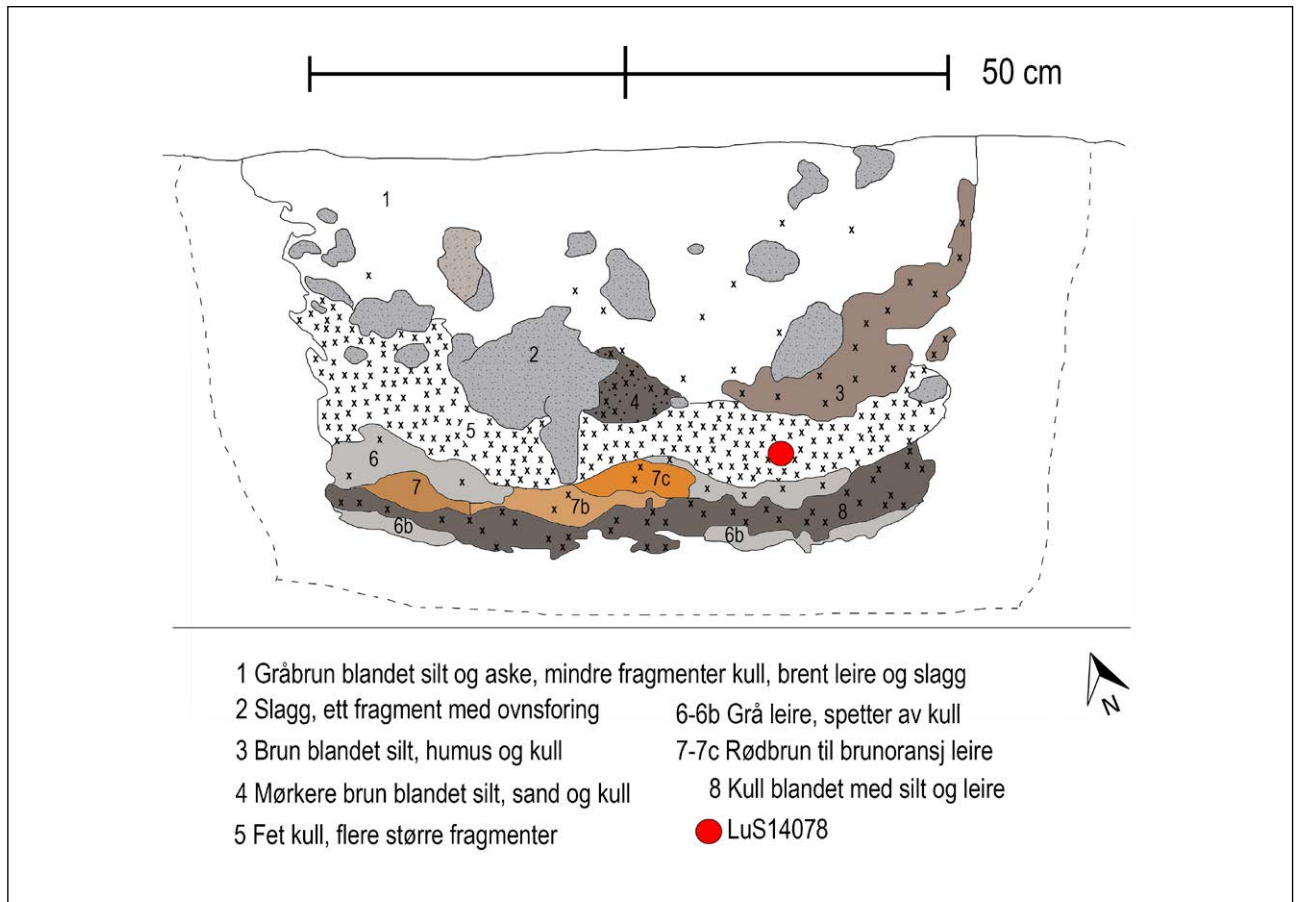 50 cm
1
2
3
4
5
6
7
7c
7b
8
6b
6b
1 Gråbrun blandet silt og aske, mindre fragmenter kull, brent leire og slagg
2 Slagg, ett fragment med ovnsforing
3 Brun blandet silt, humus og kull
4 Mørkere brun blandet silt, sand og kull
5 Fet kull, flere større fragmenter
6-6b Grå leire, spetter av kull
7-7c Rødbrun til brunoransj leire
8 Kull blandet med silt og leire
LuS14078
N